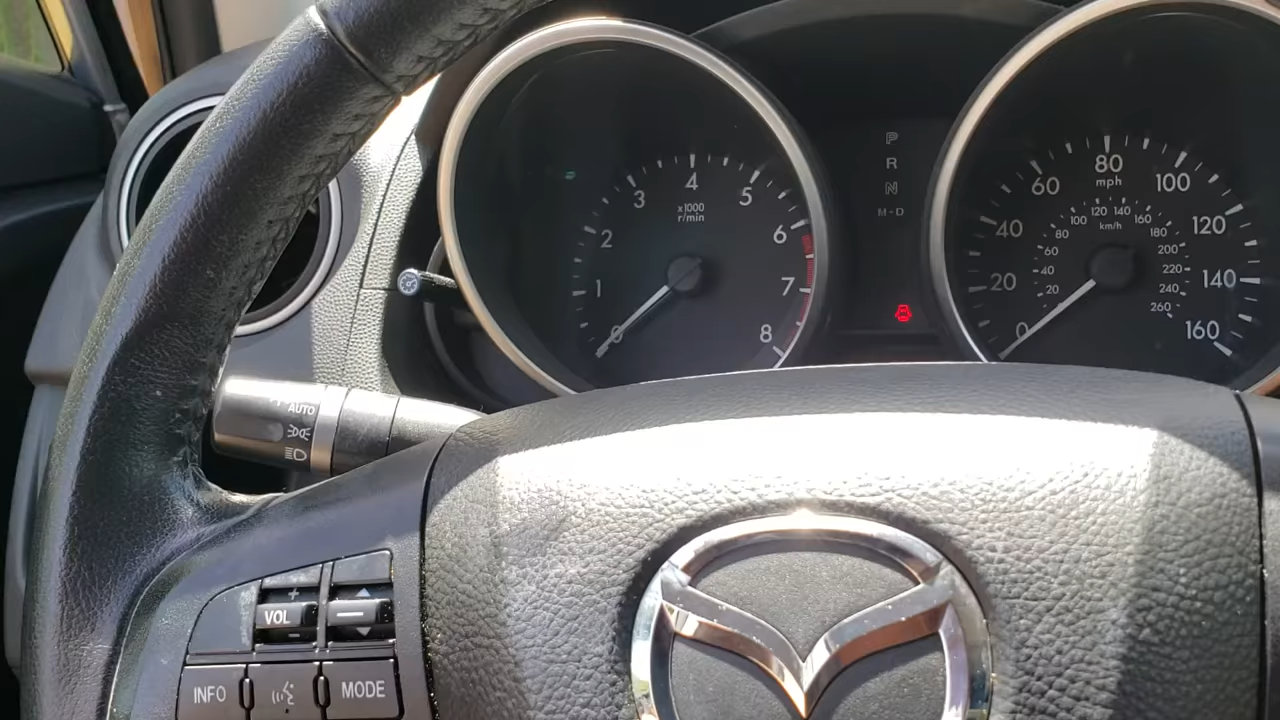 0
1
2
3
4
5
6
7
8
x1000
r/min
P
R
N
M-D
0
20
40
60
80
100
120
140
160
mph
20
40
60
80
100
120
140
160
180
200
220
240
260
km/h
AUTO
+
VOL
−
INFO
MODE